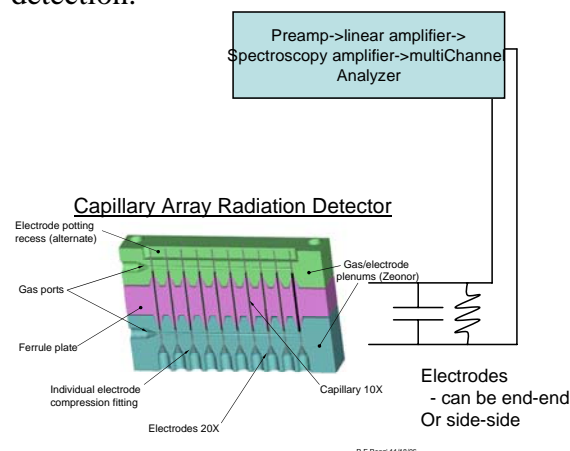 detection.
Preamp->linear amplifier->
Spectroscopy amplifier->multiChannel
Analyzer
Capillary Array Radiation Detector
Electrode potting
recess (alternate)
Gas/electrode
plenums (Zeonor)
Gas ports
Ferrule plate
Individual electrode
compression fitting
Capillary 10X
Electrodes 20X
Electrodes
- can be end-end
Or side-side